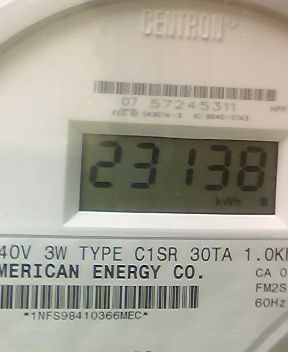 CENTRON®
07 57245311
23138
kWh
40V 3W TYPE C1SR 30TA 1.0K
MERICAN ENERGY CO.
CA 0
FM2S
60Hz
*1NFS98410366MEC*